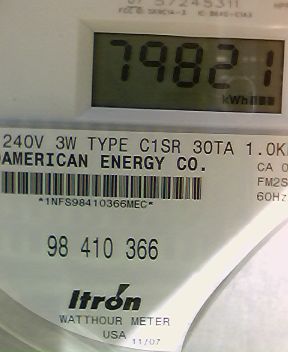 79821
kWh
240V 3W TYPE C1SR 30TA 1.0K
AMERICAN ENERGY CO.
CA 0
FM2S
60Hz
*1NFS98410366MEC*
98 410 366
Itron
WATTHOUR METER
USA 11/07